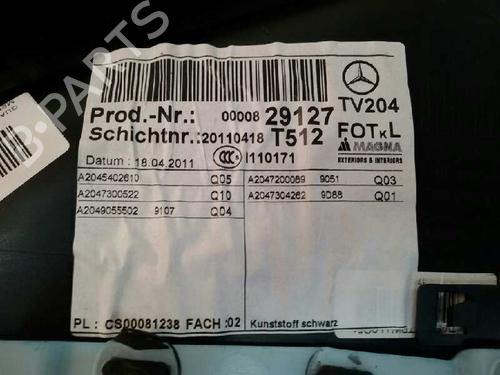 Prod.-Nr.: 00008 29127 TV204
Schichtnr.: 20110418 T512 FOTKL
Datum : 18.04.2011 I110171 MAGNA
EXTERIORS & INTERIORS
A2045402610 Q05 A2047200089 9051 Q03
A2047300522 Q10 A2047304262 9D88 Q01
A2049055502 9107 Q04
PL : CS00081238 FACH :02 Kunststoff schwarz
B-PARTS